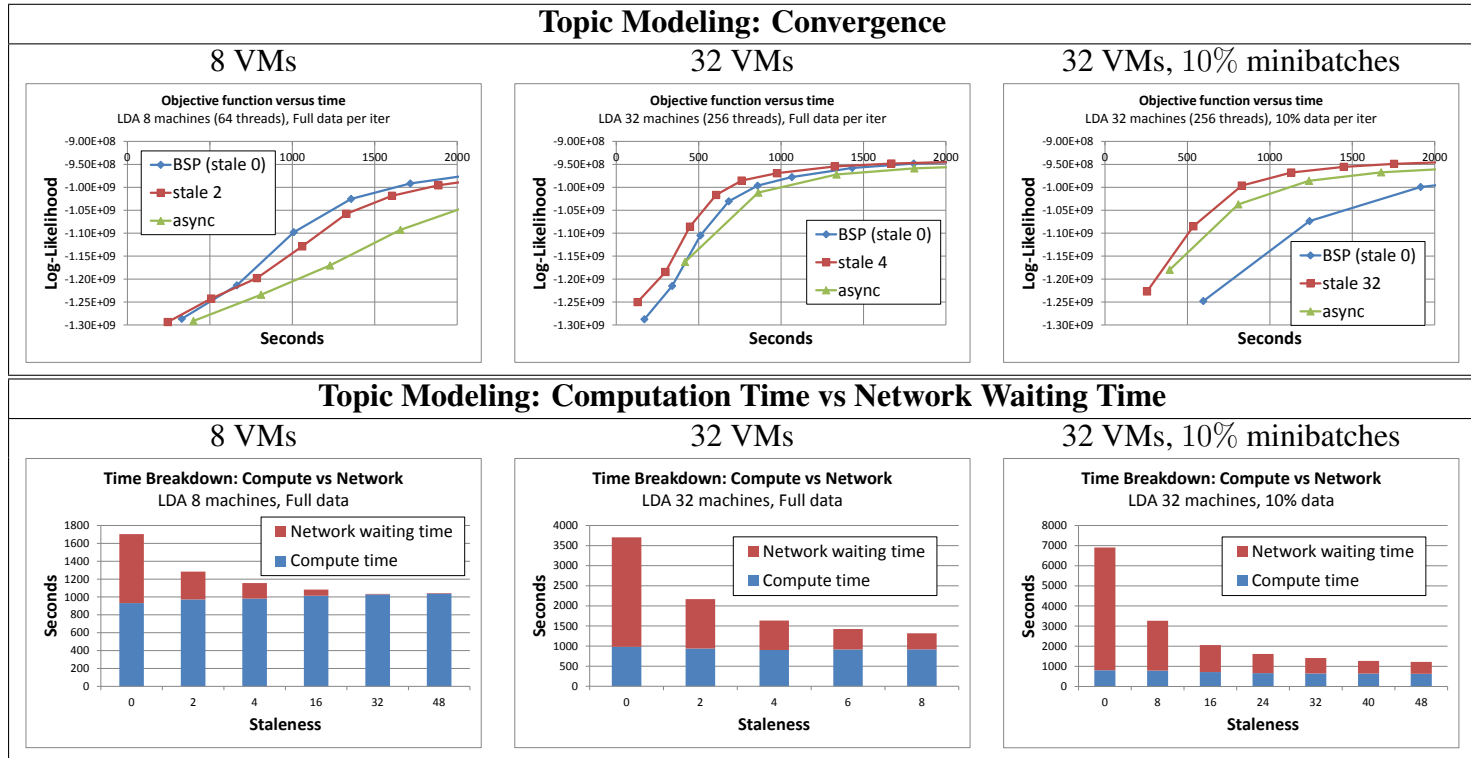 Topic Modeling: Convergence
8 VMs
32 VMs
32 VMs, 10% minibatches
Objective function versus time
LDA 8 machines (64 threads), Full data per iter
-9.00E+08
-9.50E+08
-1.00E+09
-1.05E+09
-1.10E+09
-1.15E+09
-1.20E+09
-1.25E+09
-1.30E+09
0 500 1000 1500 2000
Log-Likelihood
Seconds
BSP (stale 0)
stale 2
async
Objective function versus time
LDA 32 machines (256 threads), Full data per iter
-9.00E+08
-9.50E+08
-1.00E+09
-1.05E+09
-1.10E+09
-1.15E+09
-1.20E+09
-1.25E+09
-1.30E+09
0 500 1000 1500 2000
Log-Likelihood
Seconds
BSP (stale 0)
stale 4
async
Objective function versus time
LDA 32 machines (256 threads), 10% data per iter
-9.00E+08
-9.50E+08
-1.00E+09
-1.05E+09
-1.10E+09
-1.15E+09
-1.20E+09
-1.25E+09
-1.30E+09
0 500 1000 1500 2000
Log-Likelihood
Seconds
BSP (stale 0)
stale 32
async
Topic Modeling: Computation Time vs Network Waiting Time
8 VMs
32 VMs
32 VMs, 10% minibatches
Time Breakdown: Compute vs Network
LDA 8 machines, Full data
1800
1600
1400
1200
1000
800
600
400
200
0
Seconds
Network waiting time
Compute time
0 2 4 16 32 48
Staleness
Time Breakdown: Compute vs Network
LDA 32 machines, Full data
4000
3500
3000
2500
2000
1500
1000
500
0
Seconds
Network waiting time
Compute time
0 2 4 6 8
Staleness
Time Breakdown: Compute vs Network
LDA 32 machines, 10% data
8000
7000
6000
5000
4000
3000
2000
1000
0
Seconds
Network waiting time
Compute time
0 8 16 24 32 40 48
Staleness